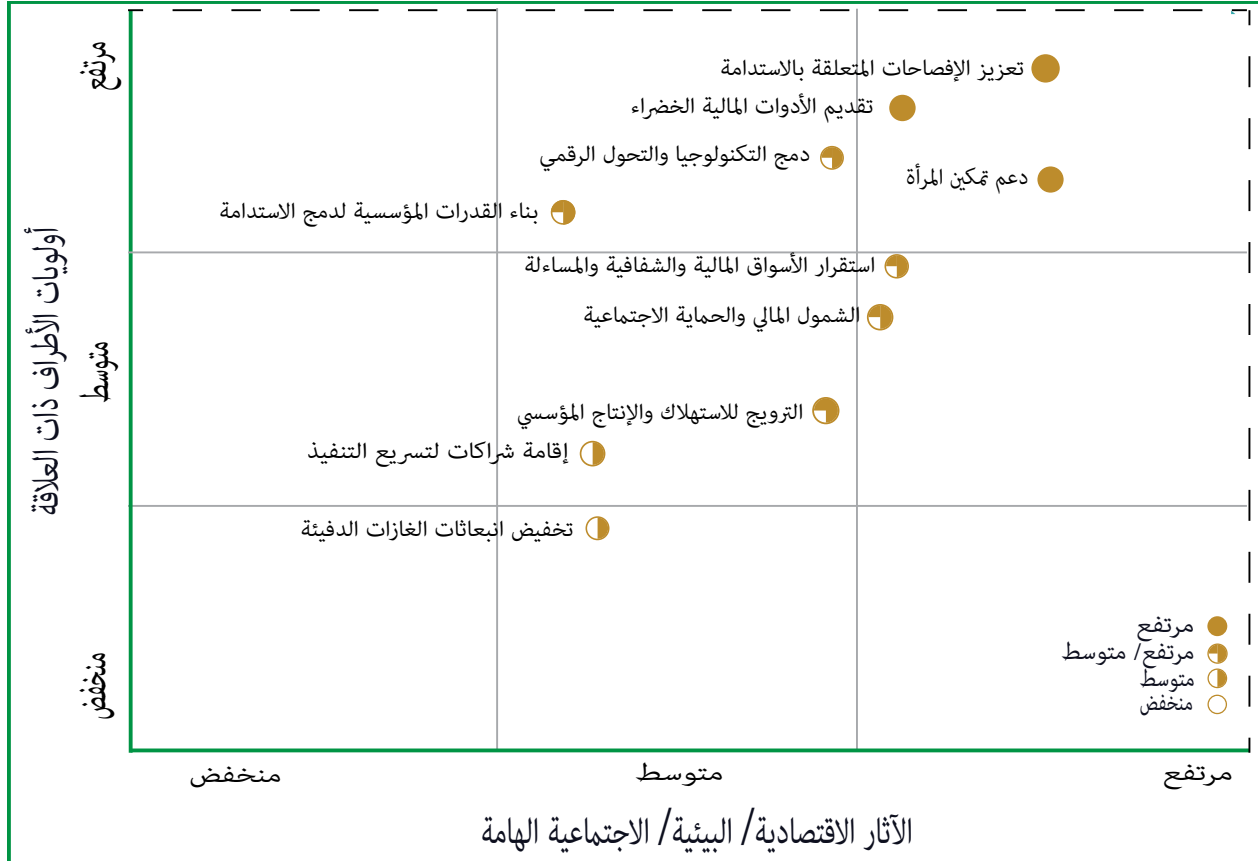 مرتفع
تعزيز الإفصاحات المتعلقة بالاستدامة
تقديم الأدوات المالية الخضراء
دمج التكنولوجيا والتحول الرقمي
دعم تمكين المرأة
بناء القدرات المؤسسية لدمج الاستدامة
أولويات الأطراف ذات العلاقة
استقرار الأسواق المالية والشفافية والمساءلة
الشمول المالي والحماية الاجتماعية
متوسط
الترويج للاستهلاك والإنتاج المؤسسي
إقامة شراكات لتسريع التنفيذ
تخفيض انبعاثات الغازات الدفيئة
مرتفع
مرتفع/ متوسط
متوسط
منخفض
منخفض
منخفض
متوسط
مرتفع
الآثار الاقتصادية/ البيئية/ الاجتماعية الهامة